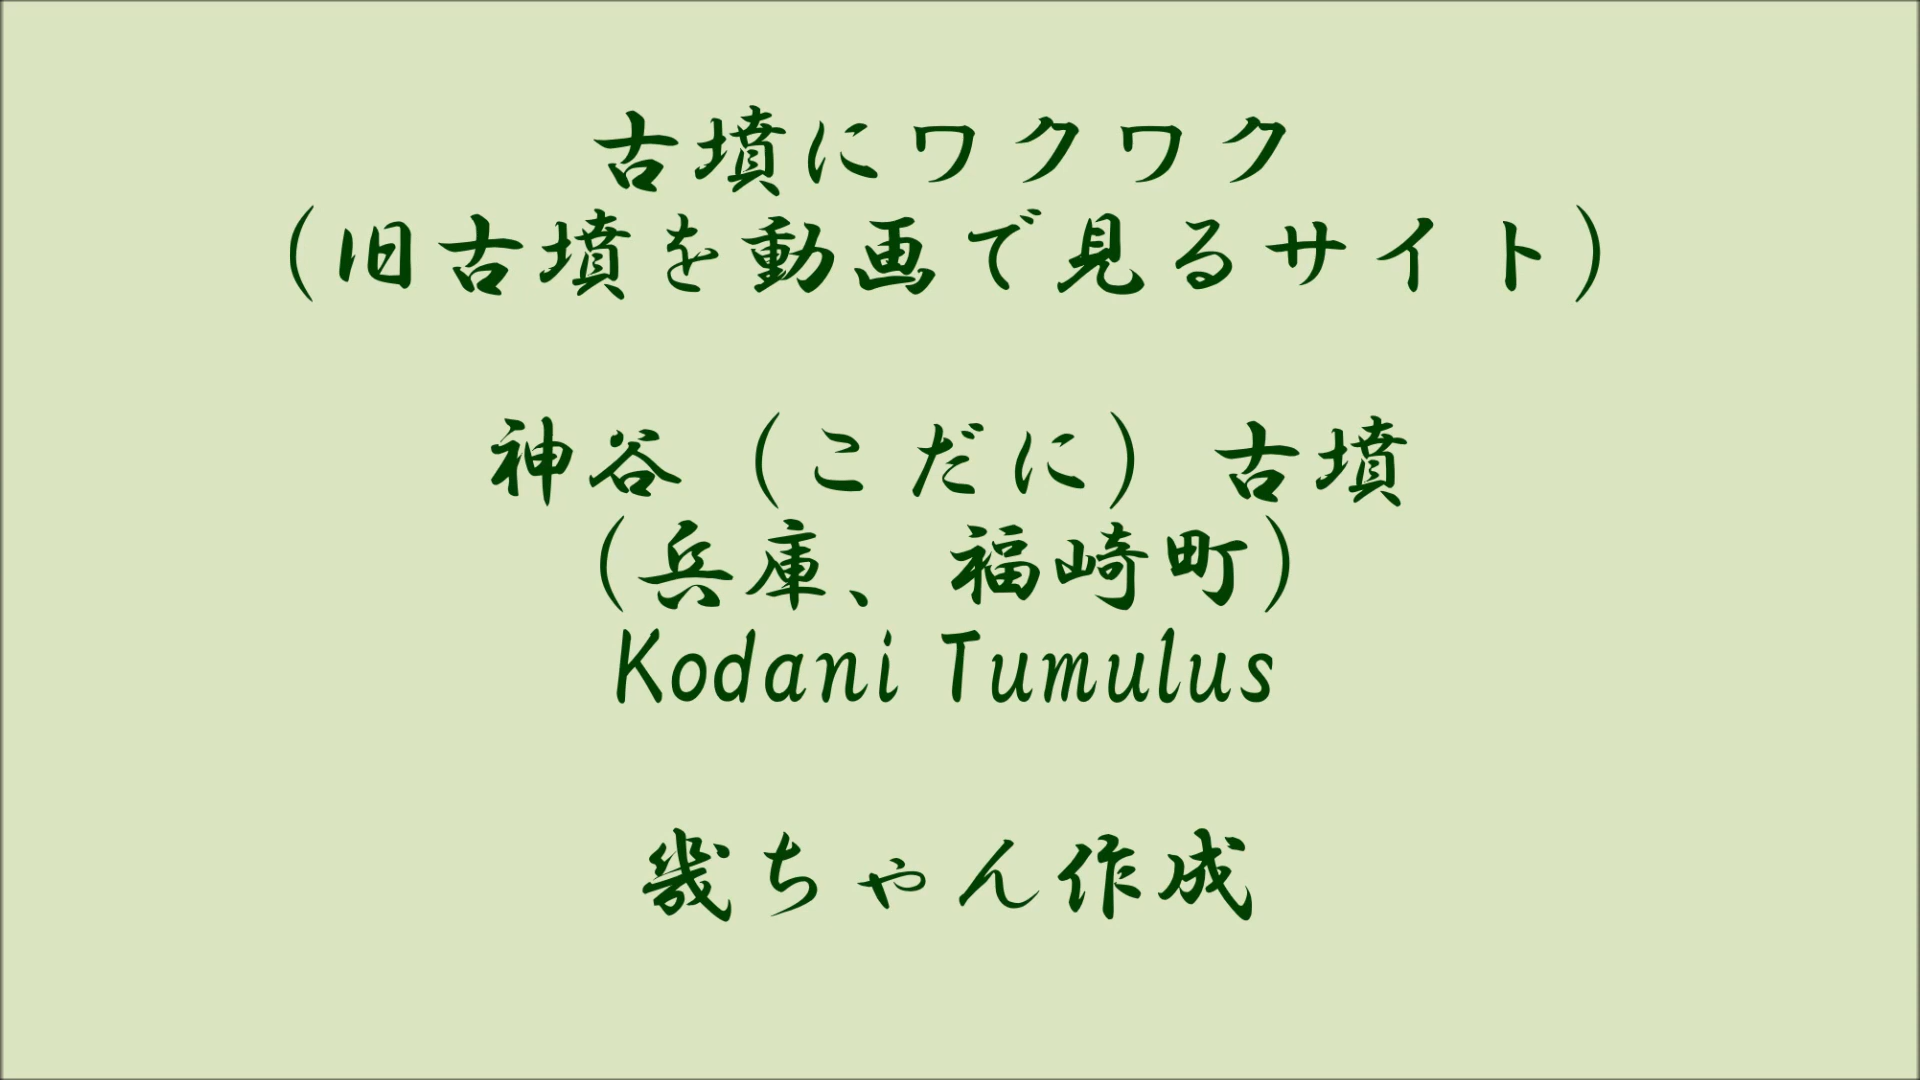 古墳にワクワク
（旧古墳を動画で見るサイト）
神谷（こだに）古墳
（兵庫、福崎町）
Kodani Tumulus
幾ちゃん作成